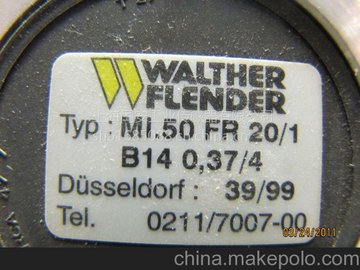 WALTHER
FLENDER
Typ : MI.50 FR 20/1
B14 0,37/4
Düsseldorf : 39/99
Tel. 0211/7007-00
china.makepolo.com